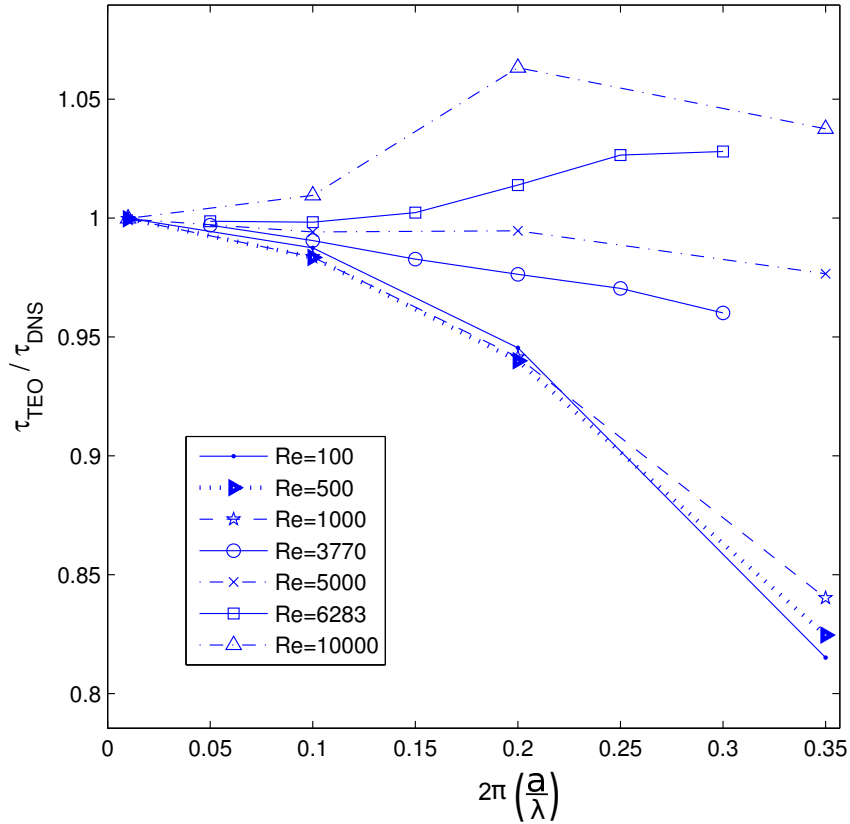 1.05
1
0.95
0.9
0.85
0.8
τTEO / τDNS
Re=100
Re=500
Re=1000
Re=3770
Re=5000
Re=6283
Re=10000
0 0.05 0.1 0.15 0.2 0.25 0.3 0.35
2π (a/λ)